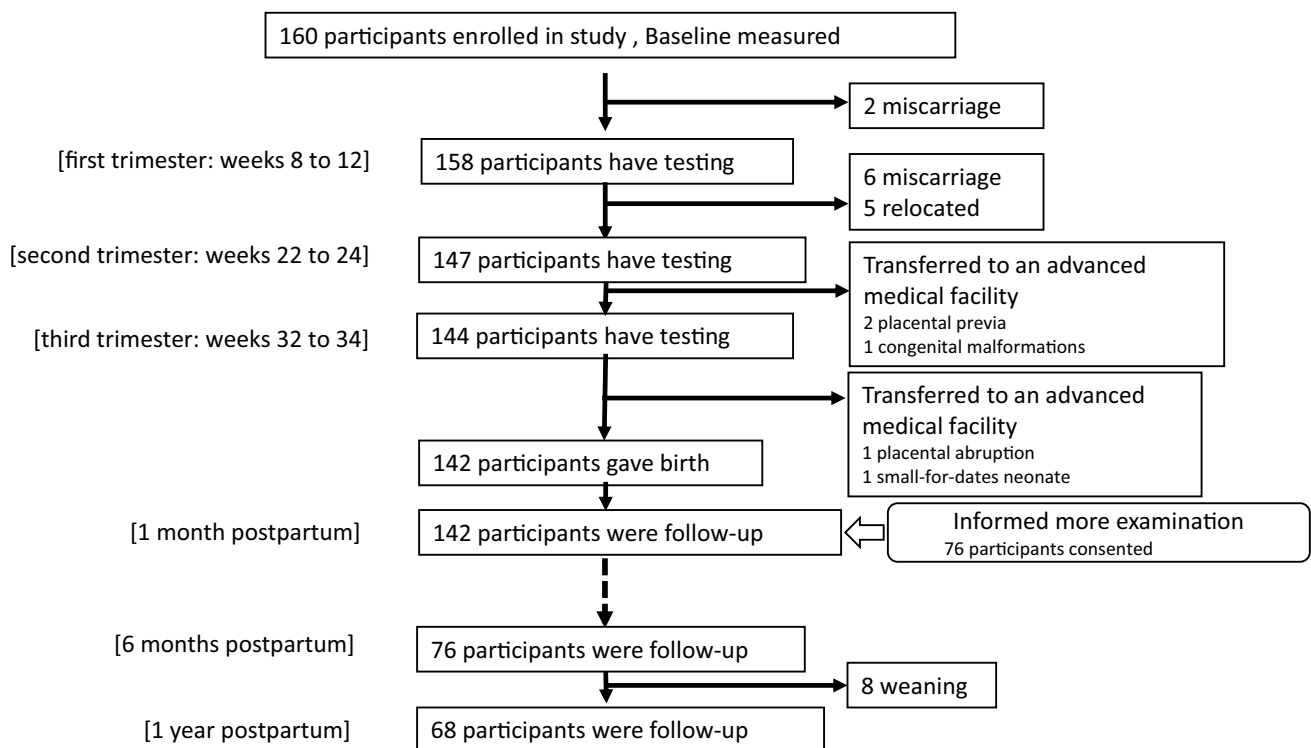 160 participants enrolled in study , Baseline measured
2 miscarriage
[first trimester: weeks 8 to 12]
158 participants have testing
6 miscarriage
5 relocated
[second trimester: weeks 22 to 24]
147 participants have testing
Transferred to an advanced
medical facility
2 placental previa
1 congenital malformations
[third trimester: weeks 32 to 34]
144 participants have testing
Transferred to an advanced
medical facility
1 placental abruption
1 small-for-dates neonate
142 participants gave birth
[1 month postpartum]
142 participants were follow-up
Informed more examination
76 participants consented
[6 months postpartum]
76 participants were follow-up
8 weaning
[1 year postpartum]
68 participants were follow-up